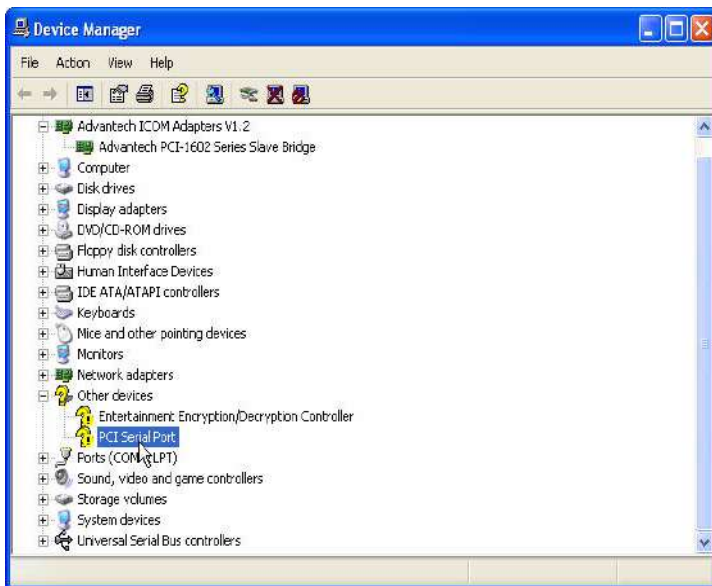 Device Manager
File Action View Help
Advantech ICOM Adapters V1.2
Advantech PCI-1602 Series Slave Bridge
Computer
Disk drives
Display adapters
DVD/CD-ROM drives
Floppy disk controllers
Human Interface Devices
IDE ATA/ATAPI controllers
Keyboards
Mice and other pointing devices
Monitors
Network adapters
Other devices
Entertainment Encryption/Decryption Controller
PCI Serial Port
Ports (COM & LPT)
Sound, video and game controllers
Storage volumes
System devices
Universal Serial Bus controllers